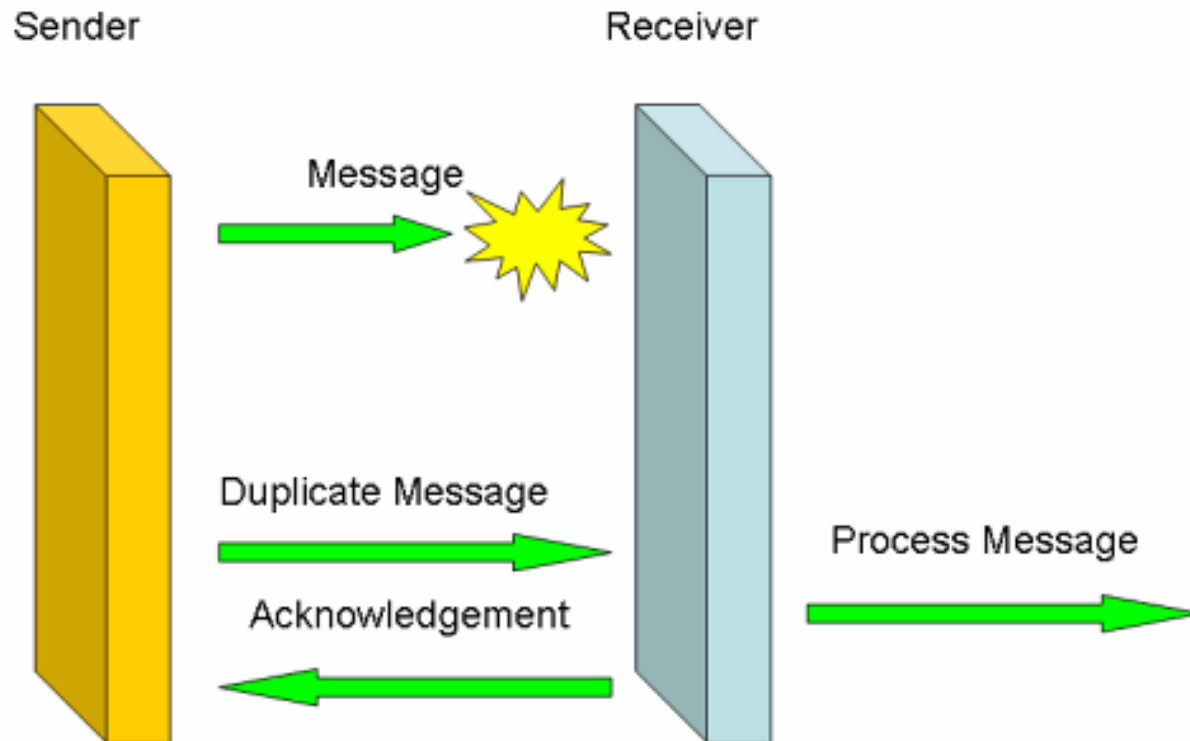 Sender
Receiver
Message
Duplicate Message
Process Message
Acknowledgement